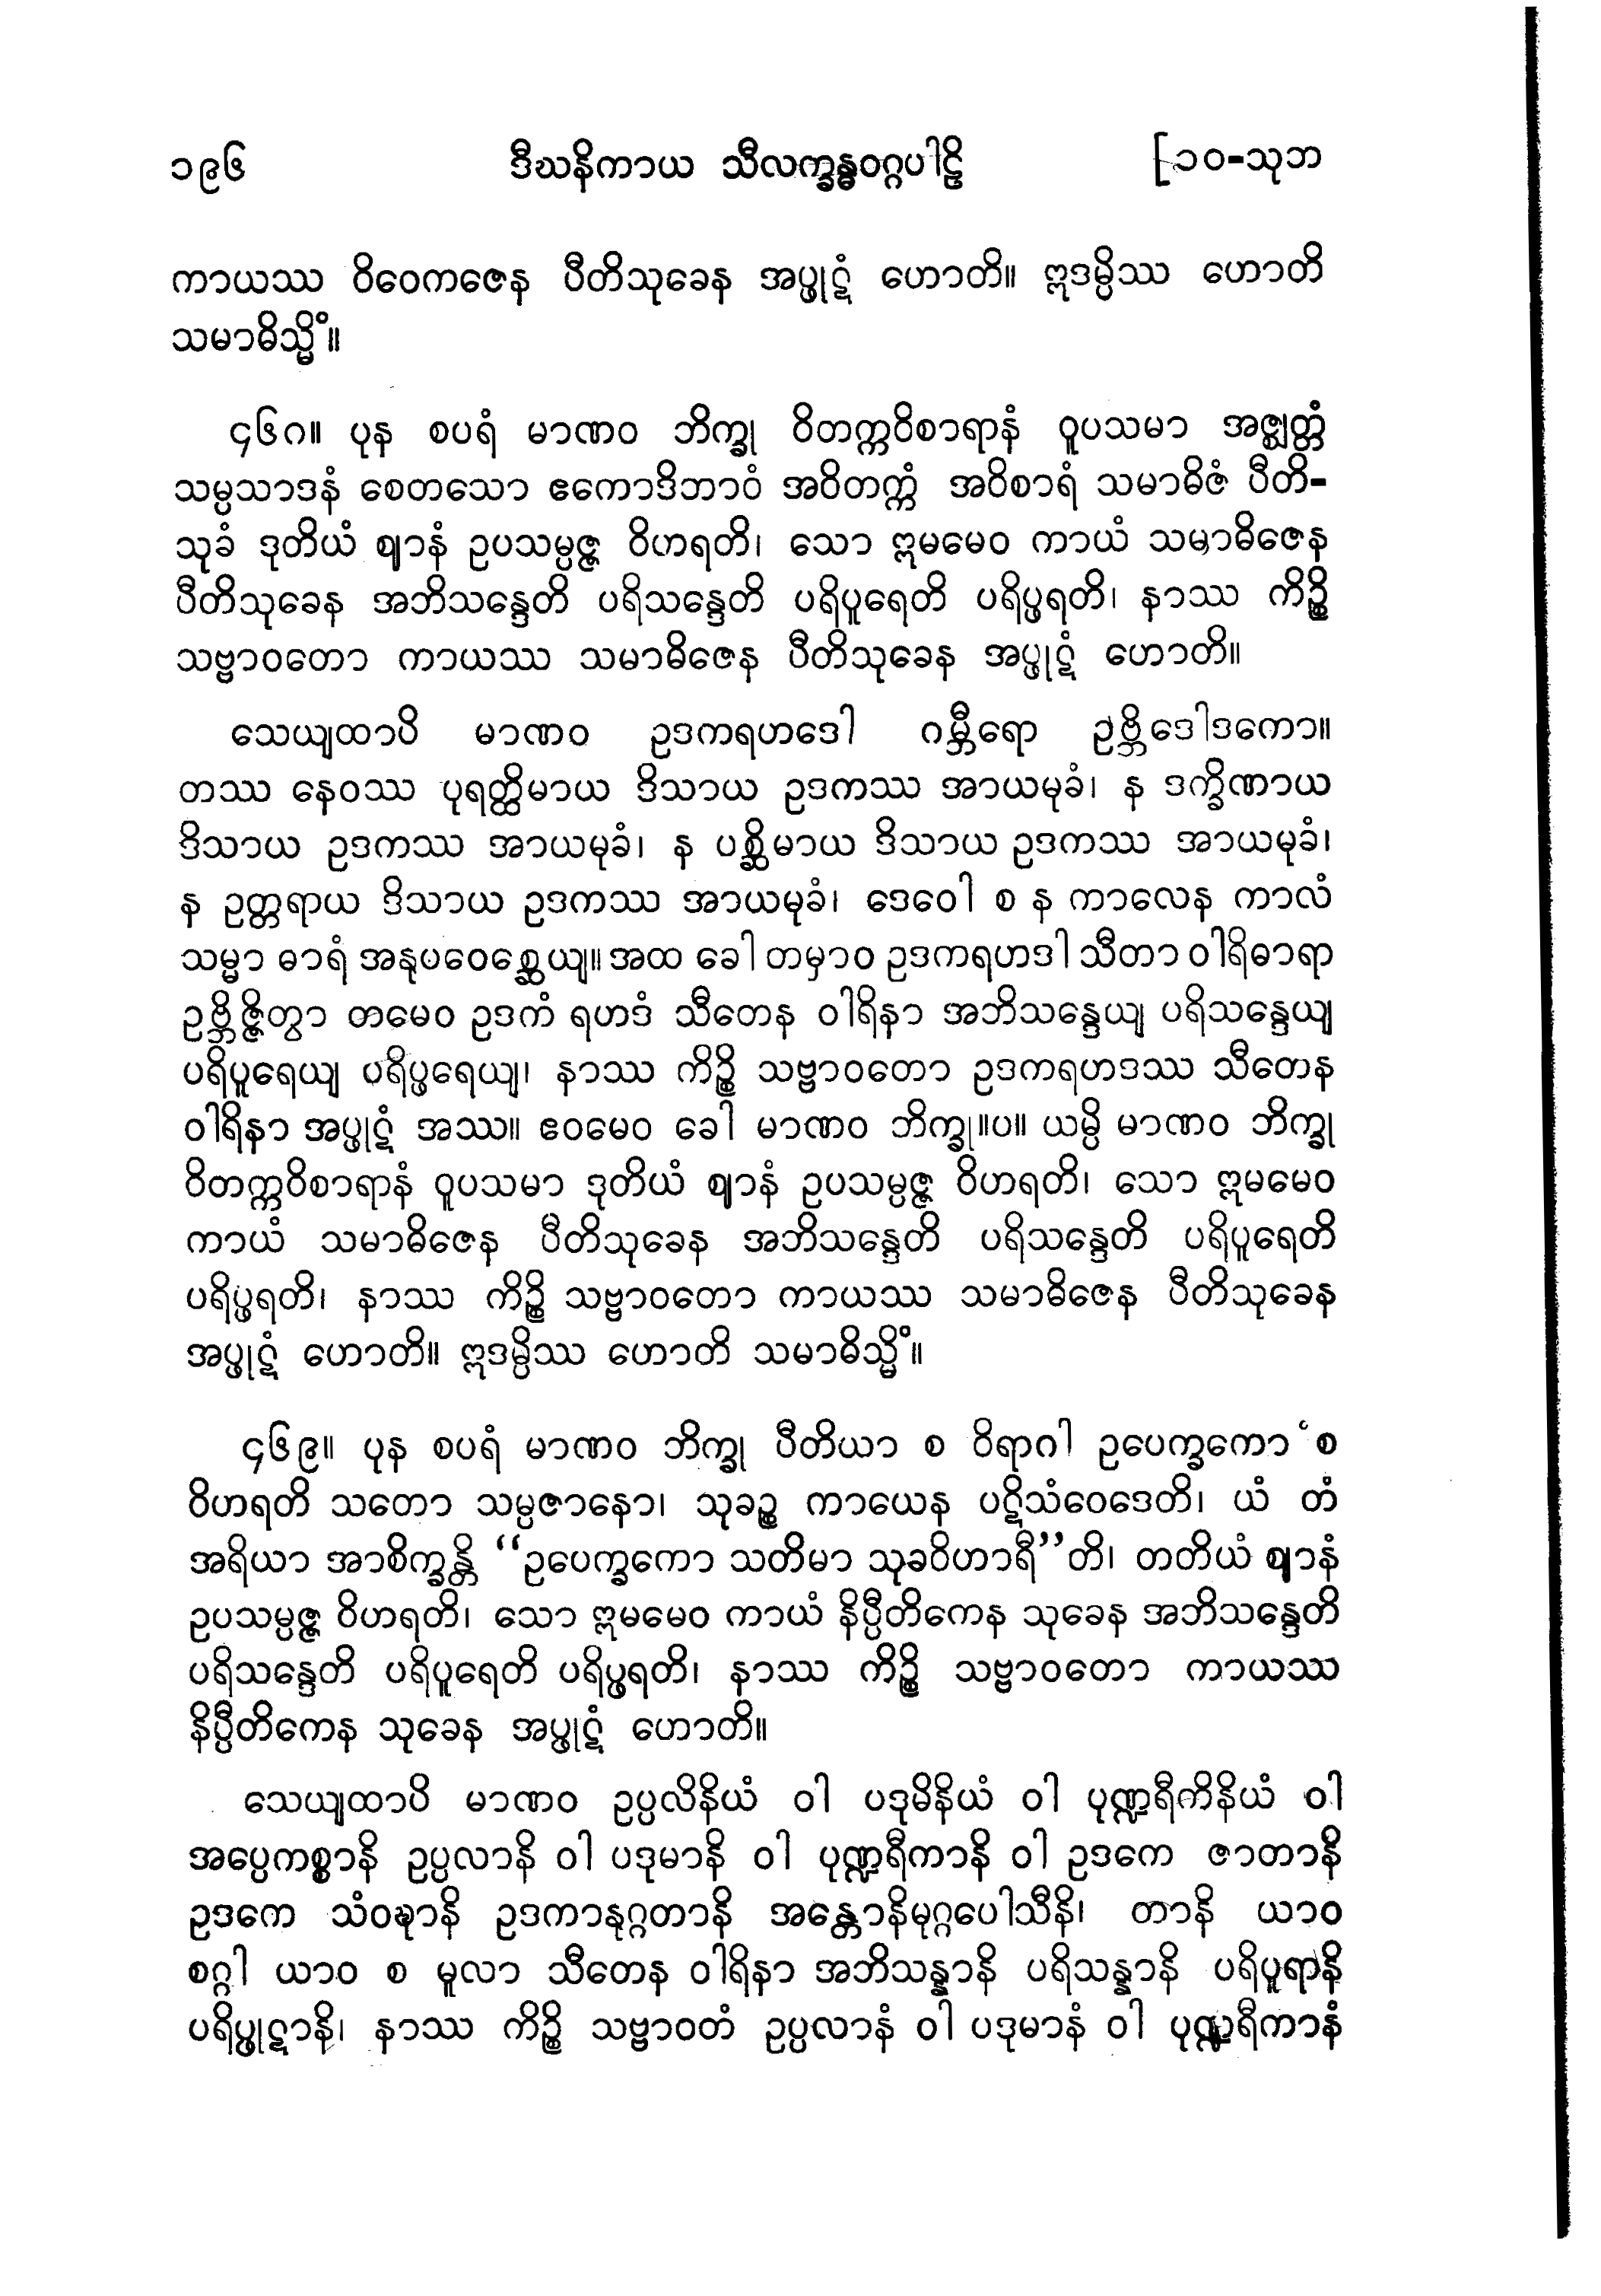 ၁၉၆ ဒီဃနိကာယ သီလက္ခန္ဓဝဂ္ဂပါဠိ [၁၀-သုဘ
ကာယဿ ဝိဝေကဇေန ပီတိသုခေန အပ္ဖုဋံ ဟောတိ။ ဣဒမ္ပိဿ ဟောတိ
သမာဓိသ္မိံ။
၄၆၈။ ပုန စပရံ မာဏဝ ဘိက္ခု ဝိတက္ကဝိစာရာနံ ဝူပသမာ အဇ္ဈတ္တံ
သမ္ပသာဒနံ စေတသော ဧကောဒိဘာဝံ အဝိတက္ကံ အဝိစာရံ သမာဓိဇံ ပီတိ-
သုခံ ဒုတိယံ ဈာနံ ဥပသမ္ပဇ္ဇ ဝိဟရတိ၊ သော ဣမမေဝ ကာယံ သမာဓိဇေန
ပီတိသုခေန အဘိသန္ဒေတိ ပရိသန္ဒေတိ ပရိပူရေတိ ပရိပ္ဖရတိ၊ နာဿ ကိဉ္စိ
သဗ္ဗာဝတော ကာယဿ သမာဓိဇေန ပီတိသုခေန အပ္ဖုဋံ ဟောတိ။
သေယျထာပိ မာဏဝ ဥဒကရဟဒေါ ဂမ္ဘီရော ဥဗ္ဘိဒေါဒကော။
တဿ နေဝဿ ပုရတ္ထိမာယ ဒိသာယ ဥဒကဿ အာယမုခံ၊ န ဒက္ခိဏာယ
ဒိသာယ ဥဒကဿ အာယမုခံ၊ န ပစ္ဆိမာယ ဒိသာယ ဥဒကဿ အာယမုခံ၊
န ဥတ္တရာယ ဒိသာယ ဥဒကဿ အာယမုခံ၊ ဒေဝေါ စ န ကာလေန ကာလံ
သမ္မာ ဓာရံ အနုပဝေစ္ဆေယျ။ အထ ခေါ တမှာဝ ဥဒကရဟဒါ သီတာ ဝါရိဓာရာ
ဥဗ္ဘိဇ္ဇိတွာ တမေဝ ဥဒကံ ရဟဒံ သီတေန ဝါရိနာ အဘိသန္ဒေယျ ပရိသန္ဒေယျ
ပရိပူရေယျ ပရိပ္ဖရေယျ၊ နာဿ ကိဉ္စိ သဗ္ဗာဝတော ဥဒကရဟဒဿ သီတေန
ဝါရိနာ အပ္ဖုဋံ အဿ။ ဧဝမေဝ ခေါ မာဏဝ ဘိက္ခု။ပ။ ယမ္ပိ မာဏဝ ဘိက္ခု
ဝိတက္ကဝိစာရာနံ ဝူပသမာ ဒုတိယံ ဈာနံ ဥပသမ္ပဇ္ဇ ဝိဟရတိ၊ သော ဣမမေဝ
ကာယံ သမာဓိဇေန ပီတိသုခေန အဘိသန္ဒေတိ ပရိသန္ဒေတိ ပရိပူရေတိ
ပရိပ္ဖရတိ၊ နာဿ ကိဉ္စိ သဗ္ဗာဝတော ကာယဿ သမာဓိဇေန ပီတိသုခေန
အပ္ဖုဋံ ဟောတိ။ ဣဒမ္ပိဿ ဟောတိ သမာဓိသ္မိံ။
၄၆၉။ ပုန စပရံ မာဏဝ ဘိက္ခု ပီတိယာ စ ဝိရာဂါ ဥပေက္ခကော စ
ဝိဟရတိ သတော သမ္ပဇာနော၊ သုခဉ္စ ကာယေန ပဋိသံဝေဒေတိ၊ ယံ တံ
အရိယာ အာစိက္ခန္တိ “ဥပေက္ခကော သတိမာ သုခဝိဟာရီ”တိ၊ တတိယံ ဈာနံ
ဥပသမ္ပဇ္ဇ ဝိဟရတိ၊ သော ဣမမေဝ ကာယံ နိပ္ပီတိကေန သုခေန အဘိသန္ဒေတိ
ပရိသန္ဒေတိ ပရိပူရေတိ ပရိပ္ဖရတိ၊ နာဿ ကိဉ္စိ သဗ္ဗာဝတော ကာယဿ
နိပ္ပီတိကေန သုခေန အပ္ဖုဋံ ဟောတိ။
သေယျထာပိ မာဏဝ ဥပ္ပလိနိယံ ဝါ ပဒုမိနိယံ ဝါ ပုဏ္ဍရီကိနိယံ ဝါ
အပ္ပေကစ္စာနိ ဥပ္ပလာနိ ဝါ ပဒုမာနိ ဝါ ပုဏ္ဍရီကာနိ ဝါ ဥဒကေ ဇာတာနိ
ဥဒကေ သံဝဍ္ဎာနိ ဥဒကာနုဂ္ဂတာနိ အန္တောနိမုဂ္ဂပေါသီနိ၊ တာနိ ယာဝ
စဂ္ဂါ ယာဝ စ မူလာ သီတေန ဝါရိနာ အဘိသန္နာနိ ပရိသန္နာနိ ပရိပူရာနိ
ပရိပ္ဖုဋာနိ၊ နာဿ ကိဉ္စိ သဗ္ဗာဝတံ ဥပ္ပလာနံ ဝါ ပဒုမာနံ ဝါ ပုဏ္ဍရီကာနံ